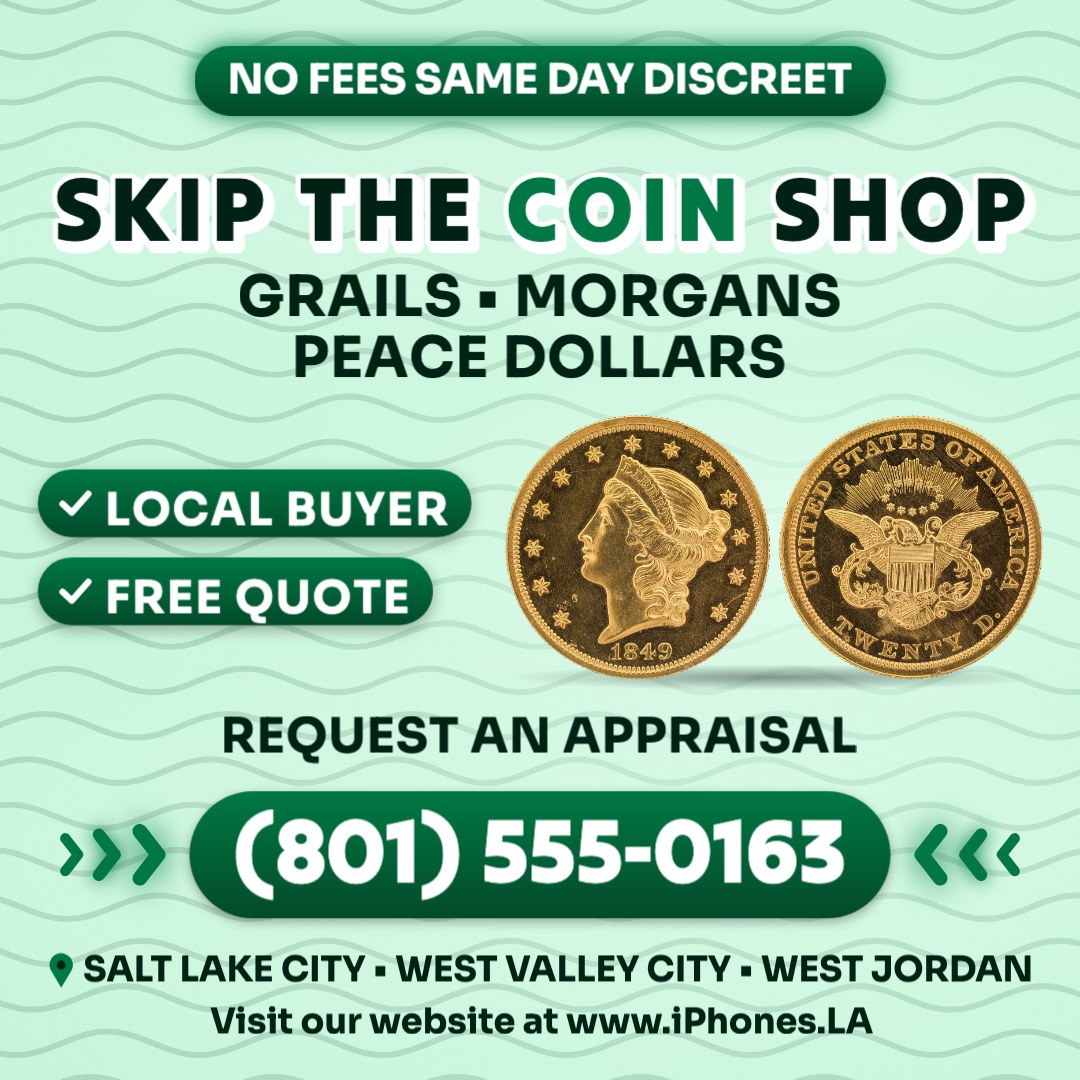 NO FEES SAME DAY DISCREET
SKIP THE COIN SHOP
GRAILS ▪ MORGANS
PEACE DOLLARS
✓ LOCAL BUYER
✓ FREE QUOTE
LIBERTY
1849
UNITED STATES OF AMERICA
TWENTY D.
REQUEST AN APPRAISAL
(801) 555-0163
SALT LAKE CITY ▪ WEST VALLEY CITY ▪ WEST JORDAN
Visit our website at www.iPhones.LA